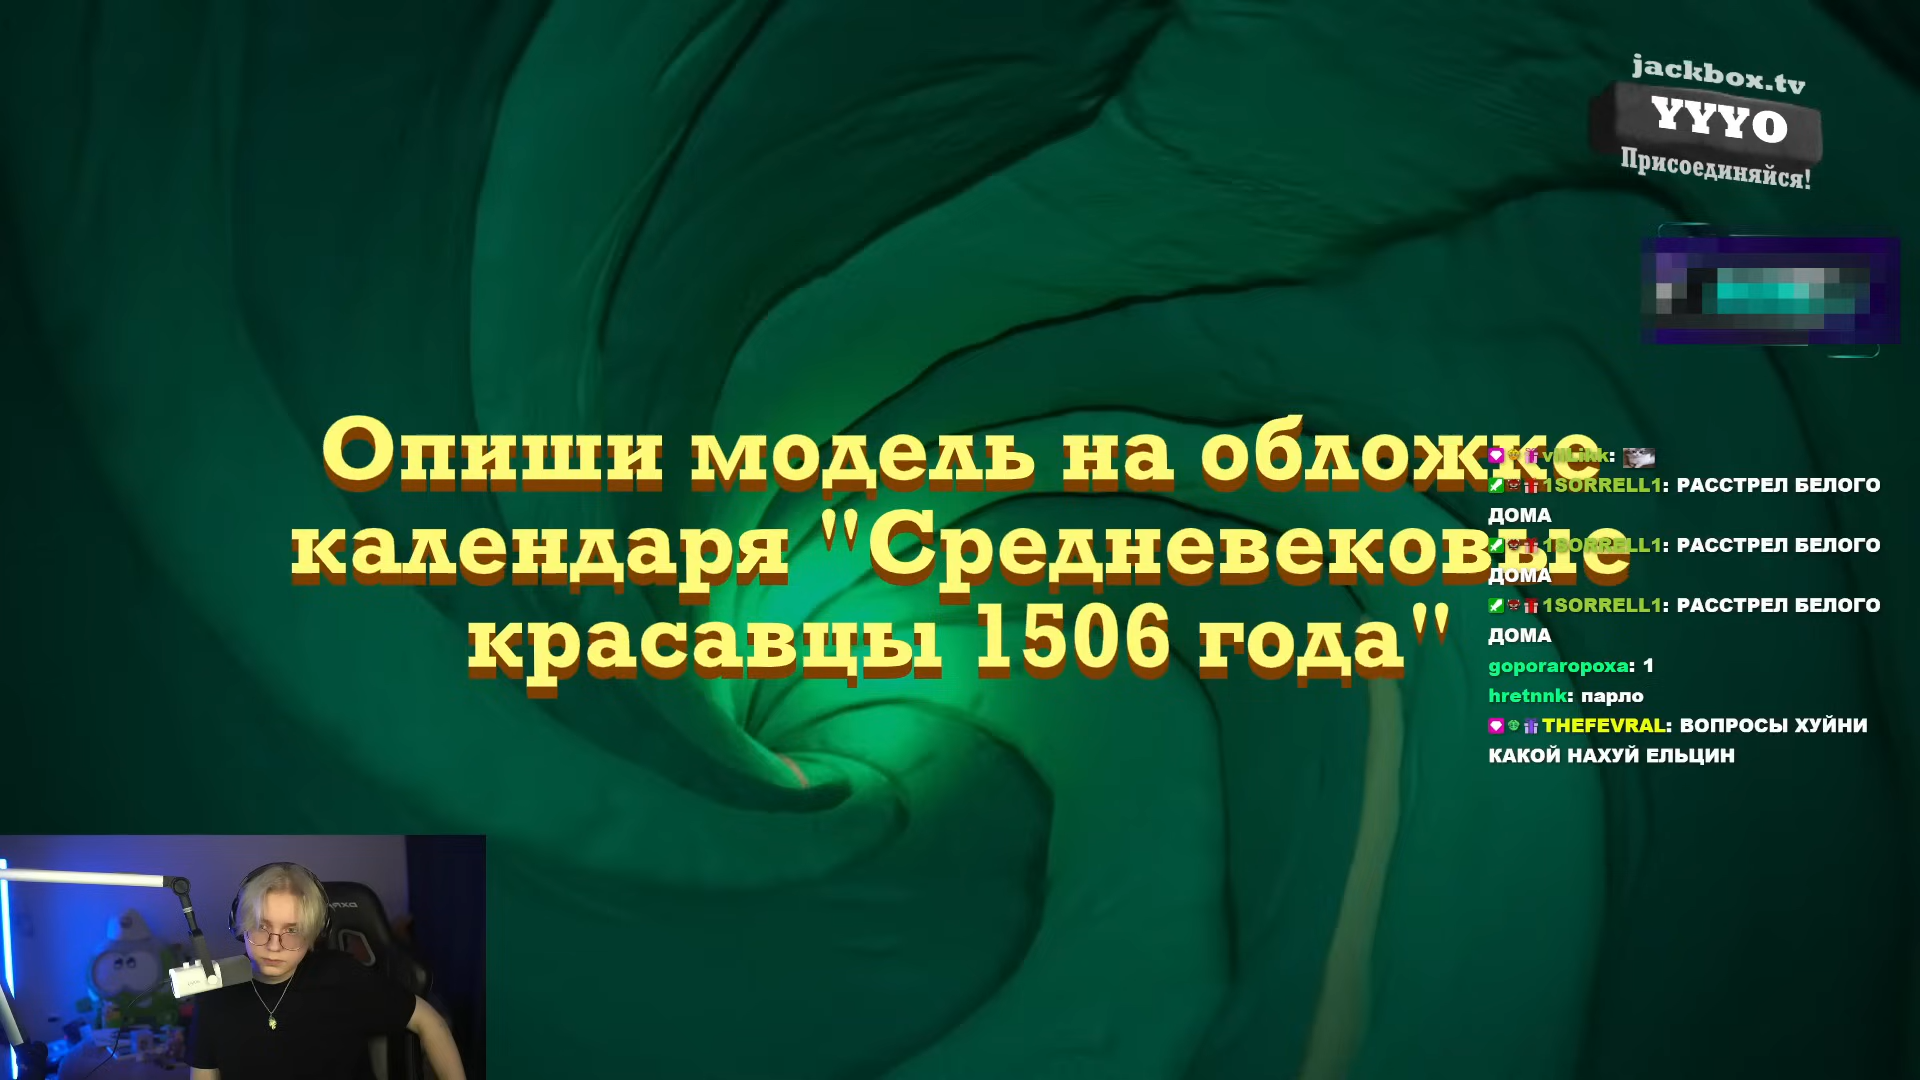 jackbox.tv
YYYO
Присоединяйся!
Опиши модель на обложке
календаря "Средневековые
красавцы 1506 года"
1SORRELL1: РАССТРЕЛ БЕЛОГО
ДОМА
1SORRELL1: РАССТРЕЛ БЕЛОГО
ДОМА
1SORRELL1: РАССТРЕЛ БЕЛОГО
ДОМА
goporaropoxa: 1
hretnnk: парло
THEFEVRAL: ВОПРОСЫ ХУЙНИ
КАКОЙ НАХУЙ ЕЛЬЦИН